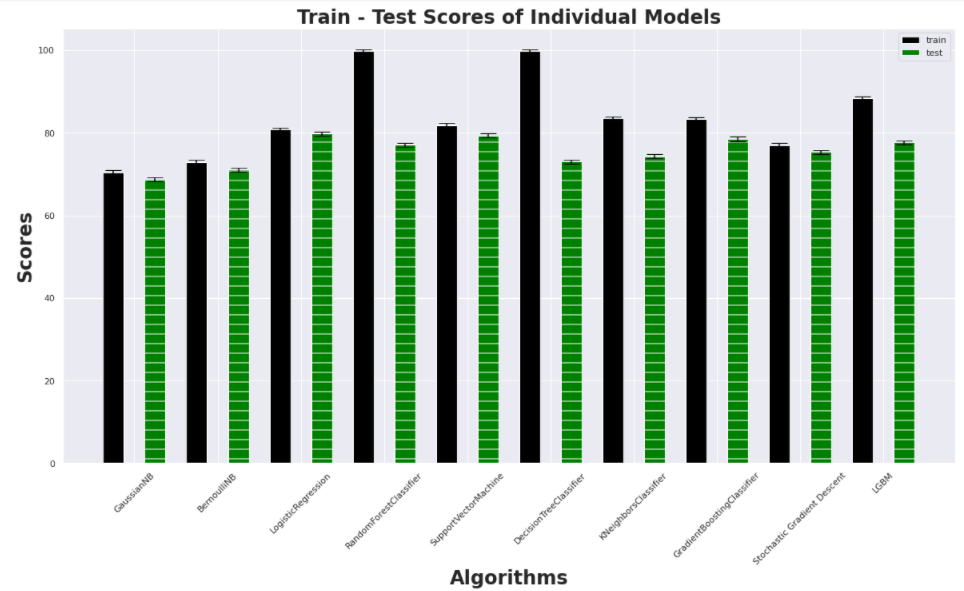 Train - Test Scores of Individual Models
train
test
100
80
60
40
20
0
Scores
GaussianNB
BernoulliNB
LogisticRegression
RandomForestClassifier
SupportVectorMachine
DecisionTreeClassifier
KNeighborsClassifier
GradientBoostingClassifier
Stochastic Gradient Descent
LGBM
Algorithms